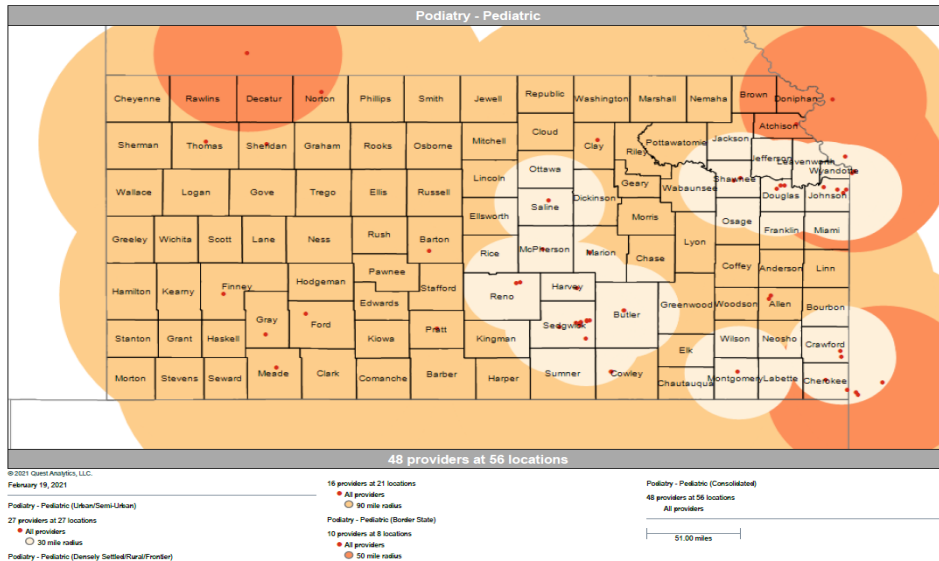 Podiatry - Pediatric
Cheyenne Rawlins Decatur Norton Phillips Smith Jewell Republic Washington Marshall Nemaha Brown Doniphan
Atchison
Sherman Thomas Sheridan Graham Rooks Osborne Mitchell Cloud Clay Riley Pottawatomie Jackson Jefferson Leavenworth
Wyandotte
Wallace Logan Gove Trego Ellis Russell Lincoln Ottawa Geary Wabaunsee Shawnee Douglas Johnson
Saline Dickinson Morris Osage Franklin Miami
Greeley Wichita Scott Lane Ness Rush Barton Ellsworth
Rice McPherson Marion Chase Lyon Coffey Anderson Linn
Hamilton Kearny Finney Hodgeman Pawnee Stafford
Gray Ford Edwards Reno Harvey Butler Greenwood Woodson Allen Bourbon
Stanton Grant Haskell Kiowa Pratt Kingman Sedgwick Elk Wilson Neosho Crawford
Morton Stevens Seward Meade Clark Comanche Barber Harper Sumner Cowley Chautauqua Montgomery Labette Cherokee
48 providers at 56 locations
© 2021 Quest Analytics, LLC.
February 19, 2021
Podiatry - Pediatric (Urban/Semi-Urban)
27 providers at 27 locations
All providers
30 mile radius
Podiatry - Pediatric (Densely Settled/Rural/Frontier)
16 providers at 21 locations
All providers
90 mile radius
Podiatry - Pediatric (Border State)
10 providers at 8 locations
All providers
50 mile radius
Podiatry - Pediatric (Consolidated)
48 providers at 56 locations
All providers
51.00 miles